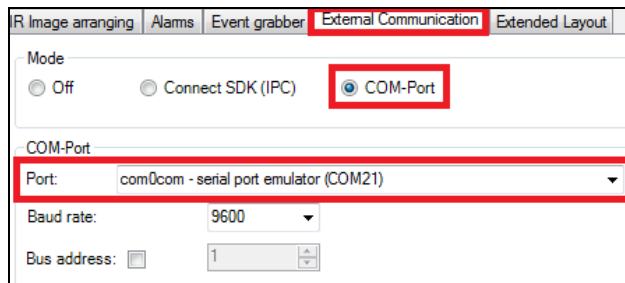 IR Image arranging Alarms Event grabber External Communication Extended Layout
Mode
Off Connect SDK (IPC) COM-Port
COM-Port
Port: com0com - serial port emulator (COM21)
Baud rate: 9600
Bus address: 1